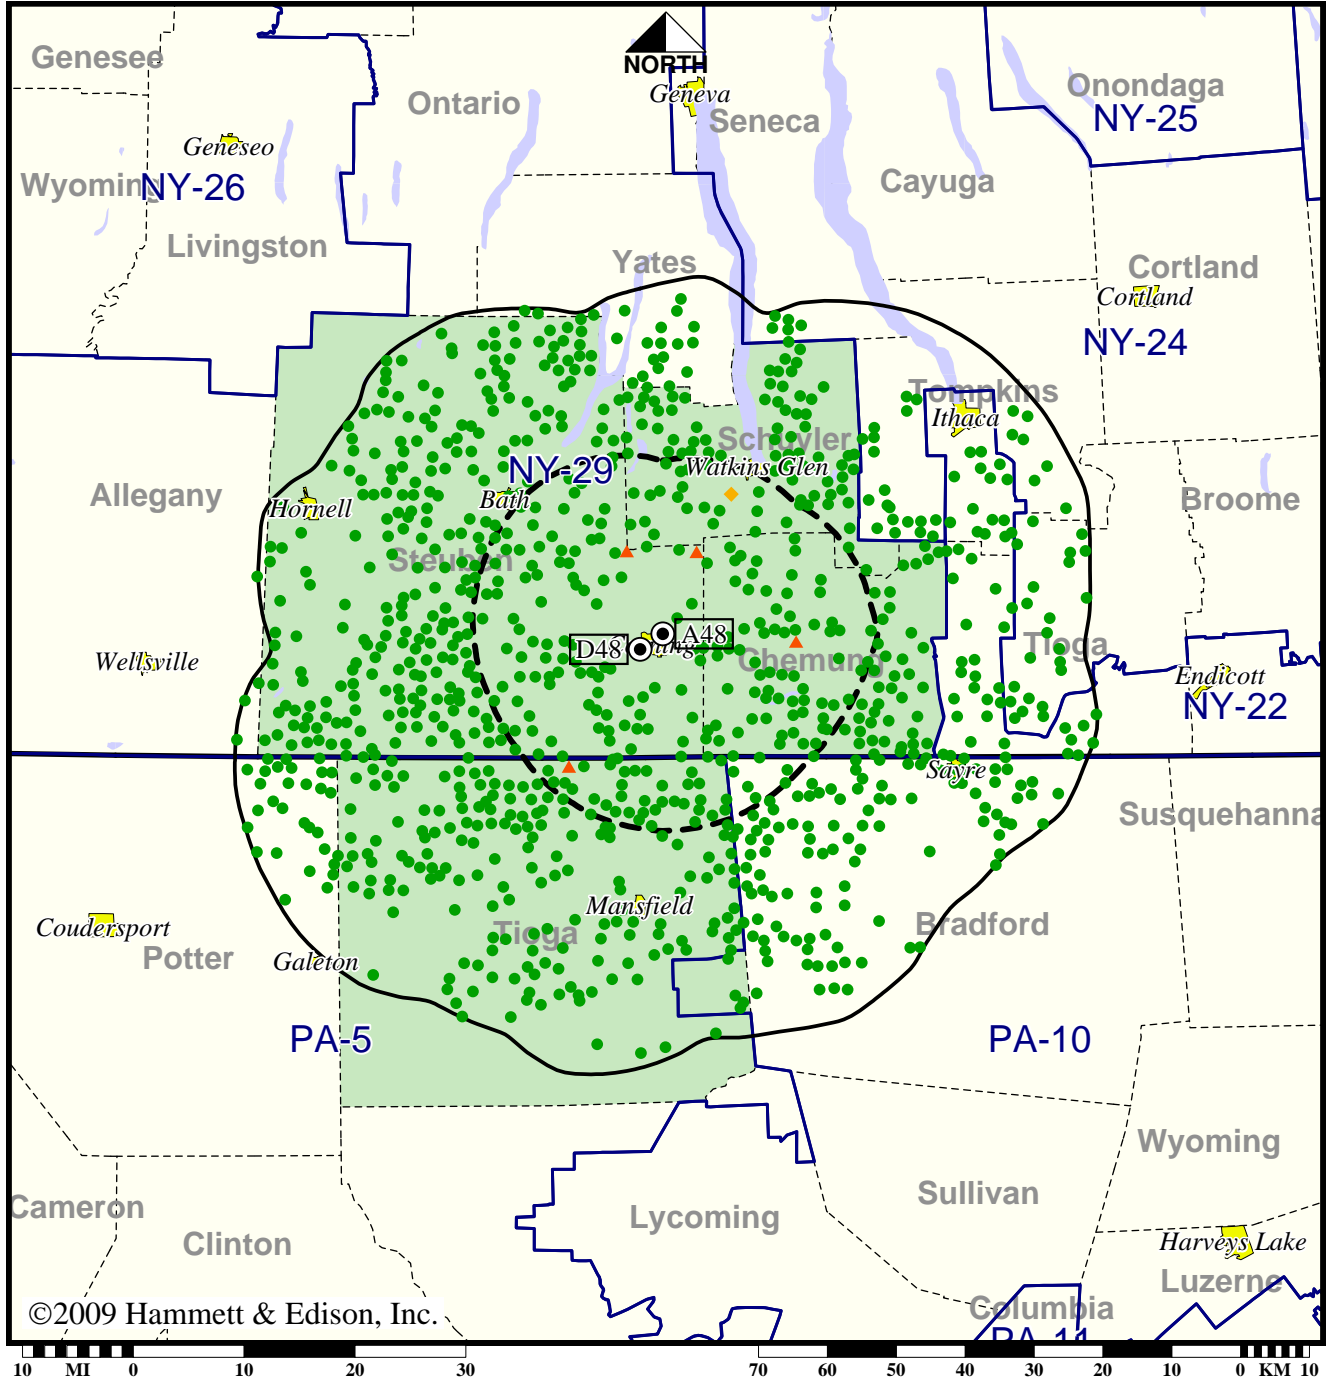 NORTH
Genesee
Ontario
Geneva
Seneca
Onondaga
NY-25
Geneseo
Wyoming
NY-26
Cayuga
Livingston
Yates
Cortland
Cortland
NY-24
Tompkins
Ithaca
Schuyler
NY-29
Watkins Glen
Allegany
Hornell
Bath
Broome
Steuben
D48
A48
Chemung
Tioga
Wellsville
Endicott
NY-22
Sayre
Susquehanna
Mansfield
Coudersport
Tioga
Bradford
Potter
Galeton
PA-5
PA-10
Wyoming
Cameron
Sullivan
Lycoming
Clinton
Harveys Lake
Luzerne
Columbia
PA-11
©2009 Hammett & Edison, Inc.
10 MI 0 10 20 30 70 60 50 40 30 20 10 0 KM 10